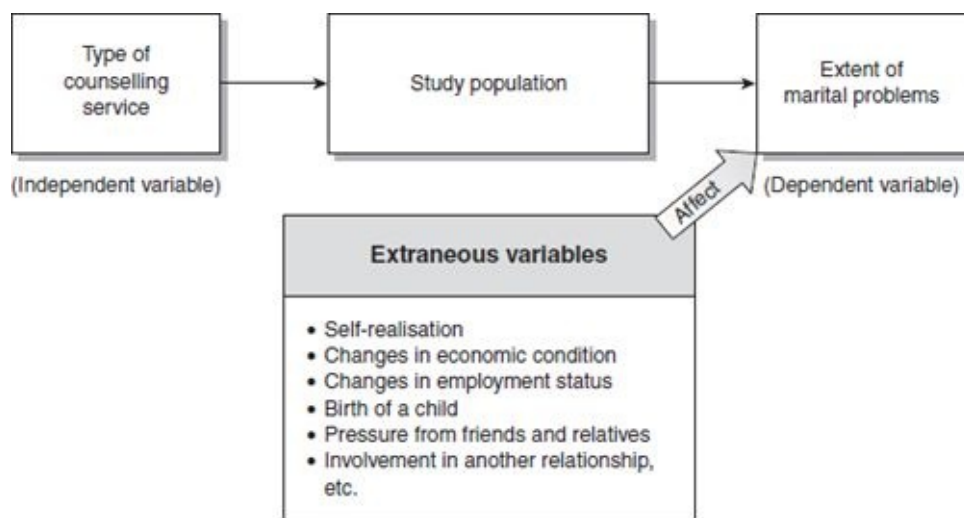 Type of
counselling
service
Study population
Extent of
marital problems
(Independent variable)
(Dependent variable)
Affect
Extraneous variables
• Self-realisation
• Changes in economic condition
• Changes in employment status
• Birth of a child
• Pressure from friends and relatives
• Involvement in another relationship,
etc.